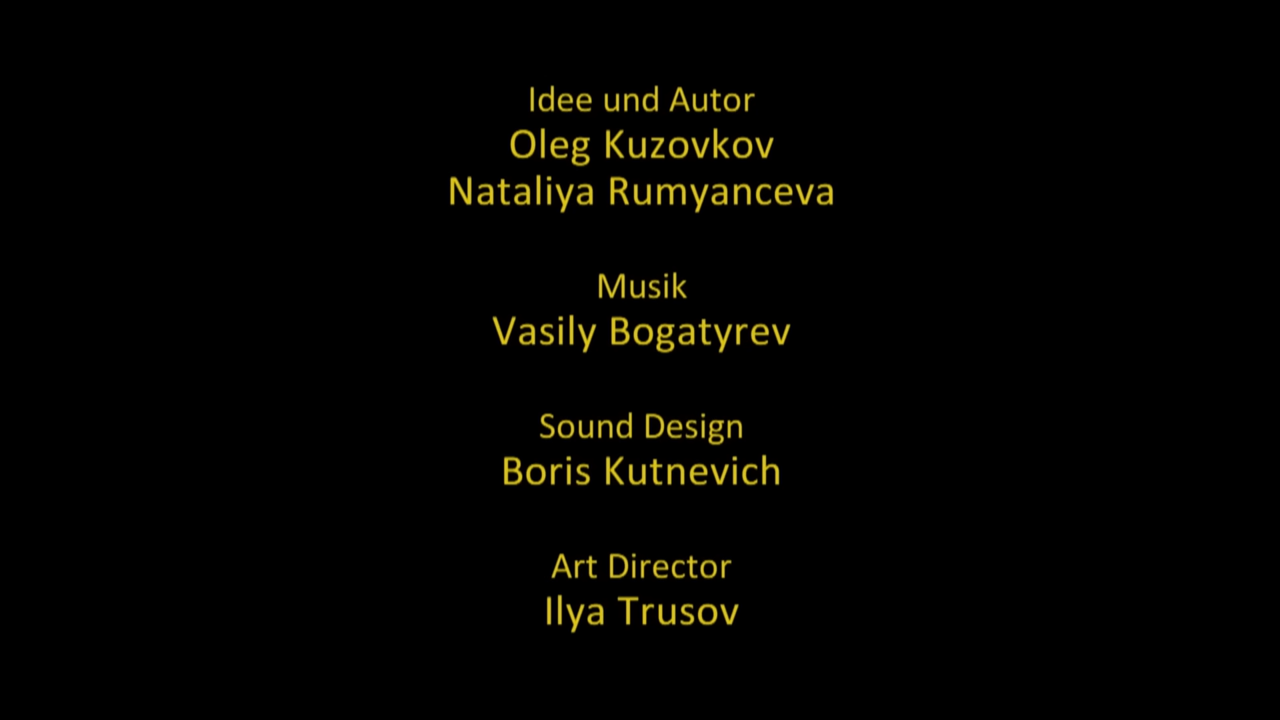 Idee und Autor
Oleg Kuzovkov
Nataliya Rumyanceva
Musik
Vasily Bogatyrev
Sound Design
Boris Kutnevich
Art Director
Ilya Trusov